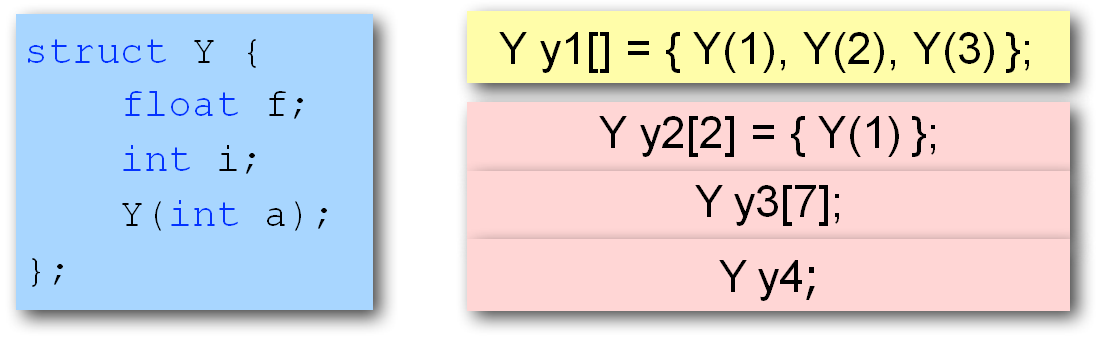 struct Y {
float f;
int i;
Y(int a);
};
Y y1[] = { Y(1), Y(2), Y(3) };
Y y2[2] = { Y(1) };
Y y3[7];
Y y4;